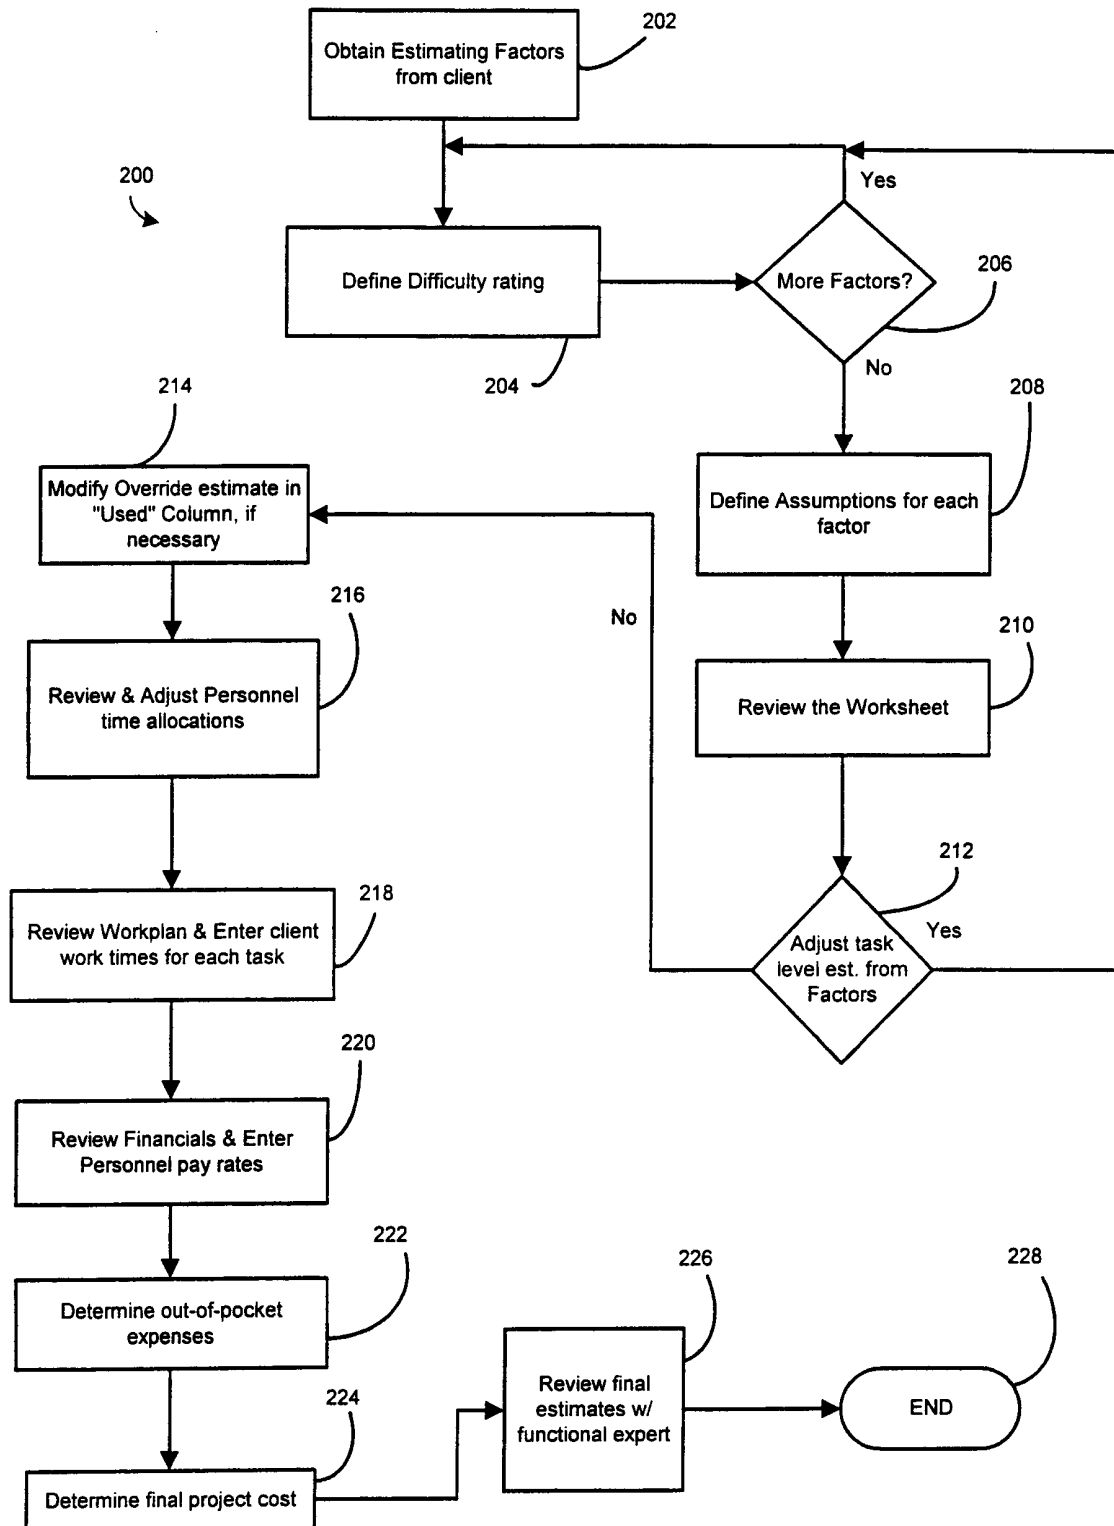 202
Obtain Estimating Factors
from client
200
Yes
Define Difficulty rating
More Factors?
206
204
No
214
208
Modify Override estimate in
"Used" Column, if
necessary
Define Assumptions for each
factor
216
No
210
Review & Adjust Personnel
time allocations
Review the Worksheet
212
218
Yes
Review Workplan & Enter client
work times for each task
Adjust task
level est. from
Factors
220
Review Financials & Enter
Personnel pay rates
222
226
228
Determine out-of-pocket
expenses
Review final
estimates w/
functional expert
END
224
Determine final project cost